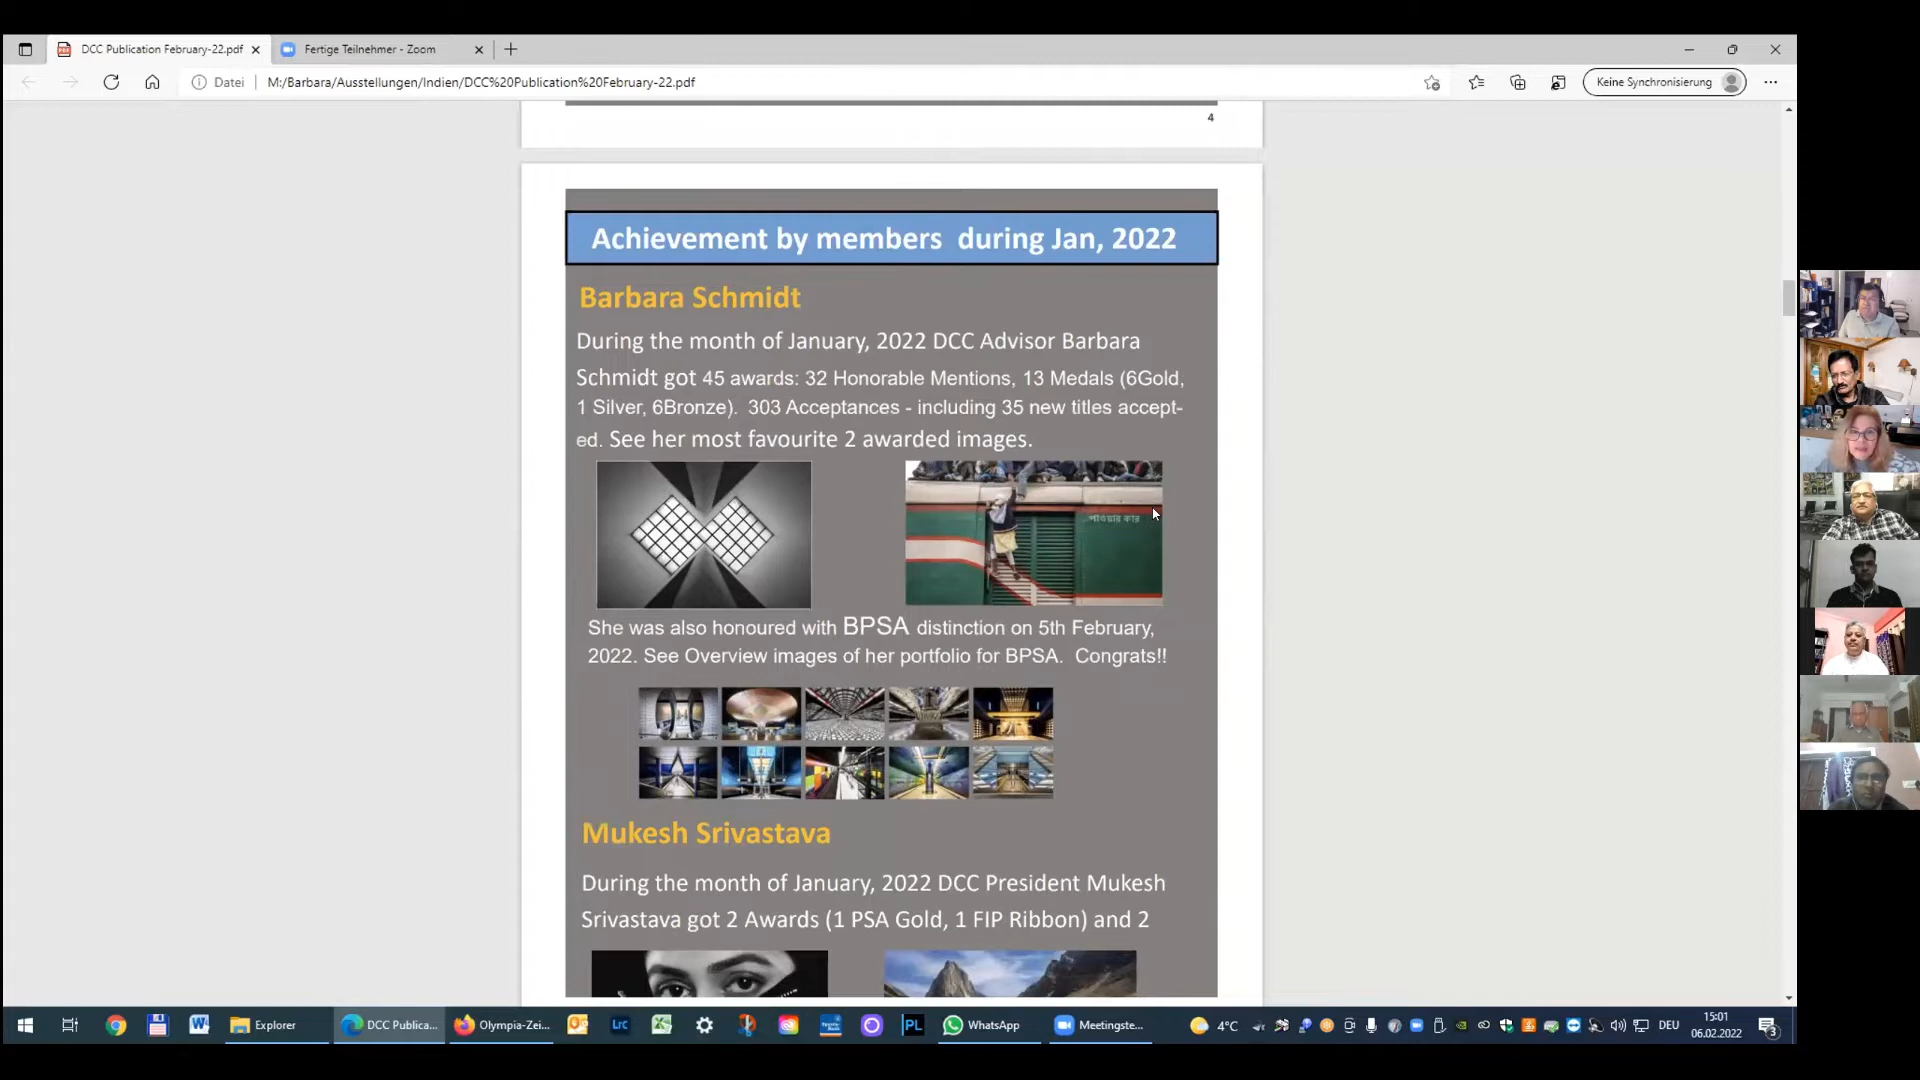 DCC Publication February-22.pdf
Fertige Teilnehmer - Zoom
Datei
M:/Barbara/Ausstellungen/Indien/DCC%20Publication%20February-22.pdf
Keine Synchronisierung
4
Achievement by members during Jan, 2022
Barbara Schmidt
During the month of January, 2022 DCC Advisor Barbara
Schmidt got 45 awards: 32 Honorable Mentions, 13 Medals (6Gold,
1 Silver, 6Bronze). 303 Acceptances - including 35 new titles accept-
ed. See her most favourite 2 awarded images.
পাওয়ার কার
She was also honoured with BPSA distinction on 5th February,
2022. See Overview images of her portfolio for BPSA. Congrats!!
Mukesh Srivastava
During the month of January, 2022 DCC President Mukesh
Srivastava got 2 Awards (1 PSA Gold, 1 FIP Ribbon) and 2
Explorer
DCC Publica...
Olympia-Zei...
Lrc
PL
WhatsApp
Meetingste...
4°C
DEU
15:01
06.02.2022
3